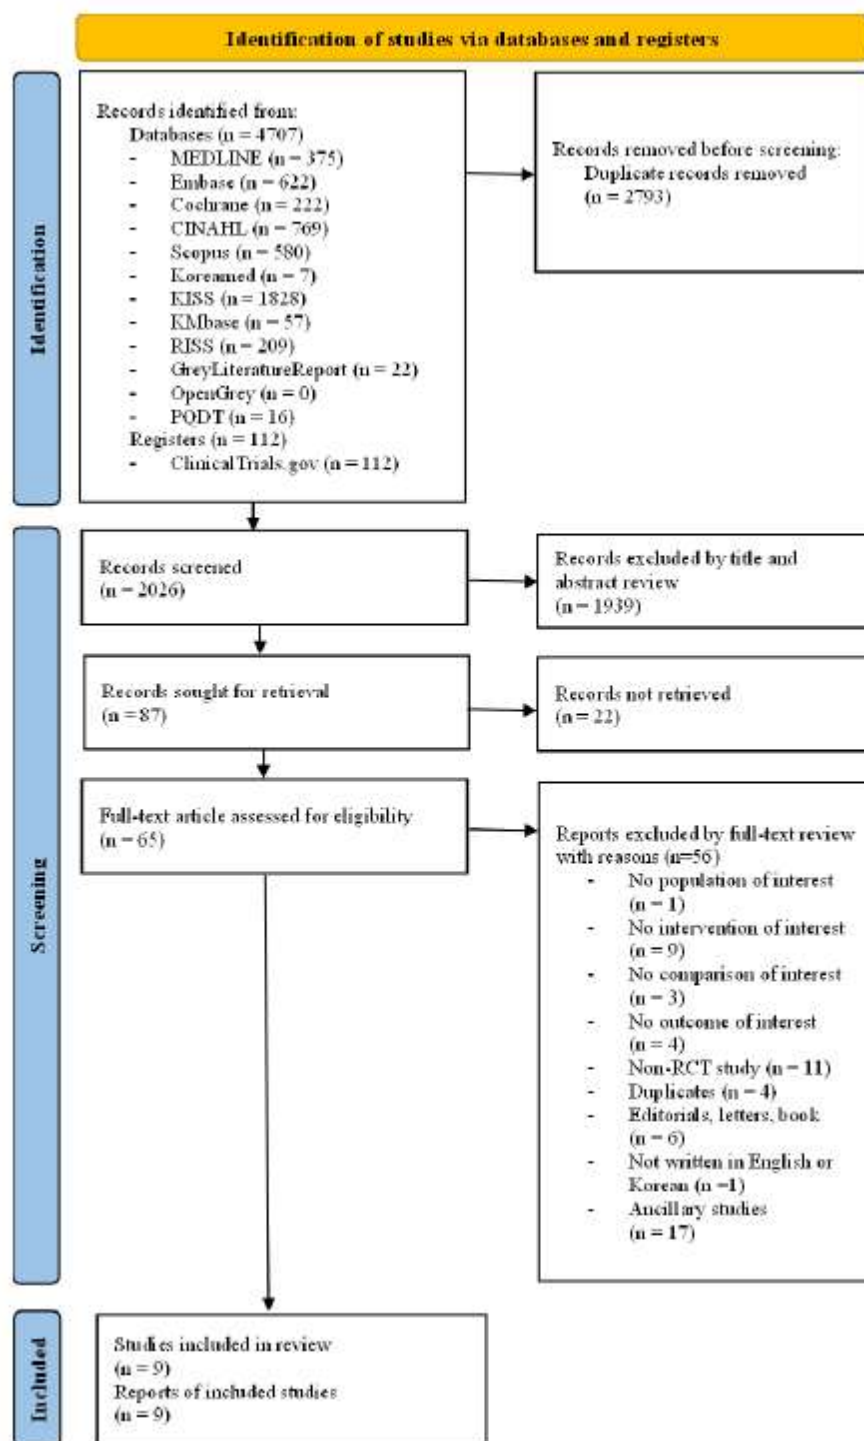 Identification of studies via databases and registers
Identification
Records identified from:
Databases (n = 4707)
- MEDLINE (n = 375)
- Embase (n = 622)
- Cochrane (n = 222)
- CINAHL (n = 769)
- Scopus (n = 580)
- Koreamed (n = 7)
- KISS (n = 1828)
- KMbase (n = 57)
- RISS (n = 209)
- GreyLiteratureReport (n = 22)
- OpenGrey (n = 0)
- PQDT (n = 16)
Registers (n = 112)
- ClinicalTrials.gov (n = 112)
Records removed before screening:
Duplicate records removed
(n = 2793)
Screening
Records screened
(n = 2026)
Records excluded by title and
abstract review
(n = 1939)
Records sought for retrieval
(n = 87)
Records not retrieved
(n = 22)
Full-text article assessed for eligibility
(n = 65)
Reports excluded by full-text review
with reasons (n=56)
- No population of interest
(n = 1)
- No intervention of interest
(n = 9)
- No comparison of interest
(n = 3)
- No outcome of interest
(n = 4)
- Non-RCT study (n = 11)
- Duplicates (n = 4)
- Editorials, letters, book
(n = 6)
- Not written in English or
Korean (n =1)
- Ancillary studies
(n = 17)
Included
Studies included in review
(n = 9)
Reports of included studies
(n = 9)